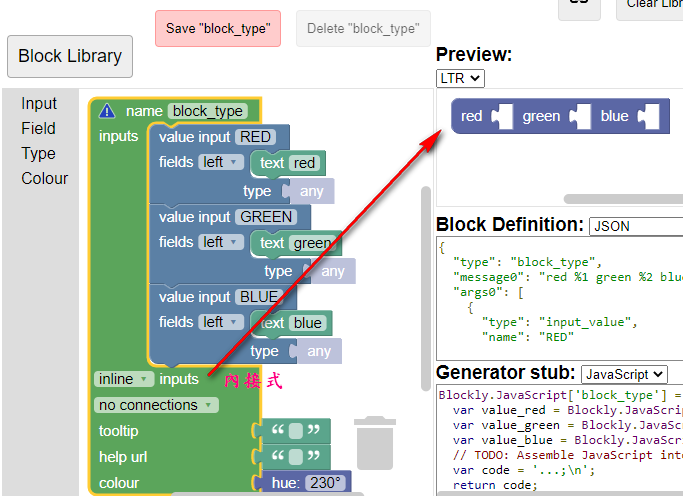 Save "block_type"
Delete "block_type"
Clear Libr
Block Library
Preview:
LTR
Input
Field
Type
Colour
name block_type
inputs
value input RED
fields left text red
type any
value input GREEN
fields left text green
type any
value input BLUE
fields left text blue
type any
inline inputs
內接式
no connections
tooltip “ ”
help url “ ”
colour hue: 230°
red green blue
Block Definition: JSON
{
"type": "block_type",
"message0": "red %1 green %2 blu
"args0": [
{
"type": "input_value",
"name": "RED"
Generator stub: JavaScript
Blockly.JavaScript['block_type'] =
var value_red = Blockly.JavaScr
var value_green = Blockly.JavaS
var value_blue = Blockly.JavaSc
// TODO: Assemble JavaScript int
var code = '...;\n';
return code;